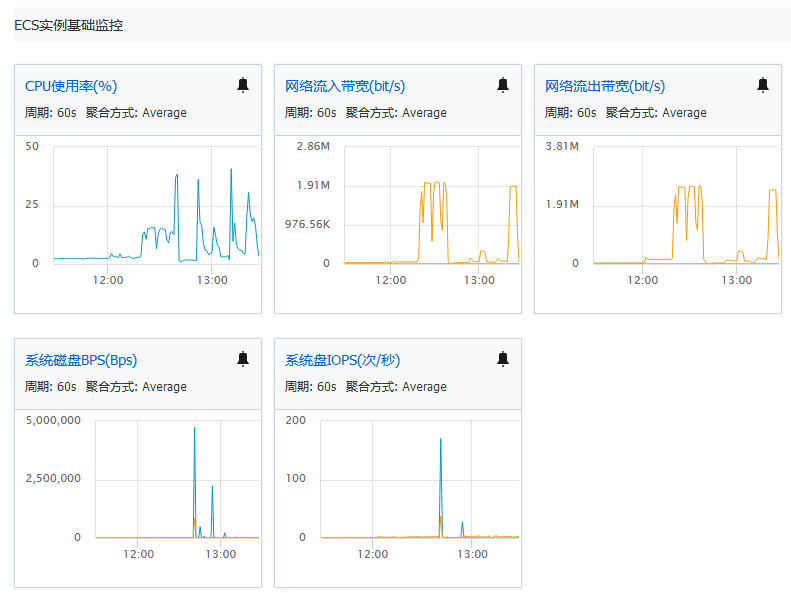 ECS实例基础监控
CPU使用率(%)
周期: 60s 聚合方式: Average
50
25
0
12:00 13:00
网络流入带宽(bit/s)
周期: 60s 聚合方式: Average
2.86M
1.91M
976.56K
0
12:00 13:00
网络流出带宽(bit/s)
周期: 60s 聚合方式: Average
3.81M
1.91M
0
12:00 13:00
系统磁盘BPS(Bps)
周期: 60s 聚合方式: Average
5,000,000
2,500,000
0
12:00 13:00
系统盘IOPS(次/秒)
周期: 60s 聚合方式: Average
200
100
0
12:00 13:00